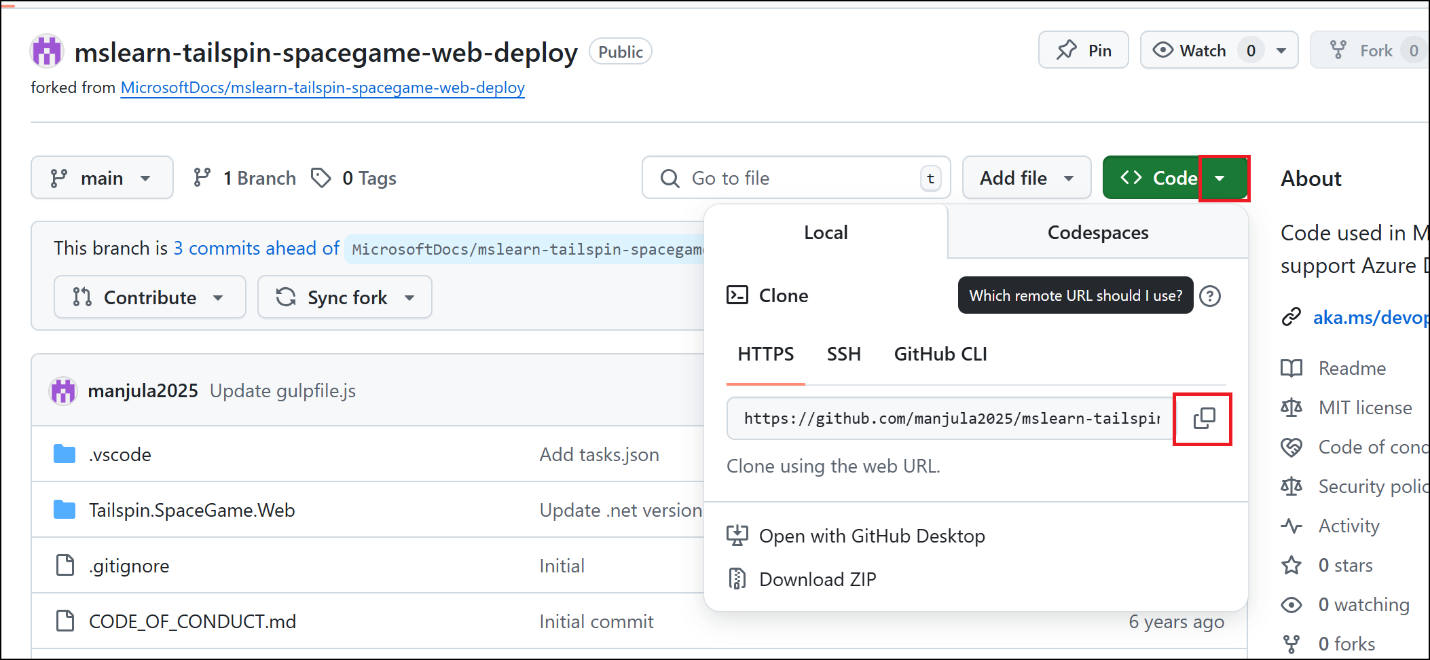 mslearn-tailspin-spacegame-web-deploy Public Pin Watch 0 Fork 0
forked from MicrosoftDocs/mslearn-tailspin-spacegame-web-deploy
main 1 Branch 0 Tags Go to file t Add file Code
This branch is 3 commits ahead of MicrosoftDocs/mslearn-tailspin-spacegam
Contribute Sync fork
manjula2025 Update gulpfile.js
.vscode Add tasks.json
Tailspin.SpaceGame.Web Update .net version
.gitignore Initial
CODE_OF_CONDUCT.md Initial commit 6 years ago
Local Codespaces
Clone Which remote URL should I use? ?
HTTPS SSH GitHub CLI
https://github.com/manjula2025/mslearn-tailspin
Clone using the web URL.
Open with GitHub Desktop
Download ZIP
About
Code used in M
support Azure D
aka.ms/devop
Readme
MIT license
Code of cond
Security polic
Activity
0 stars
0 watching
0 forks